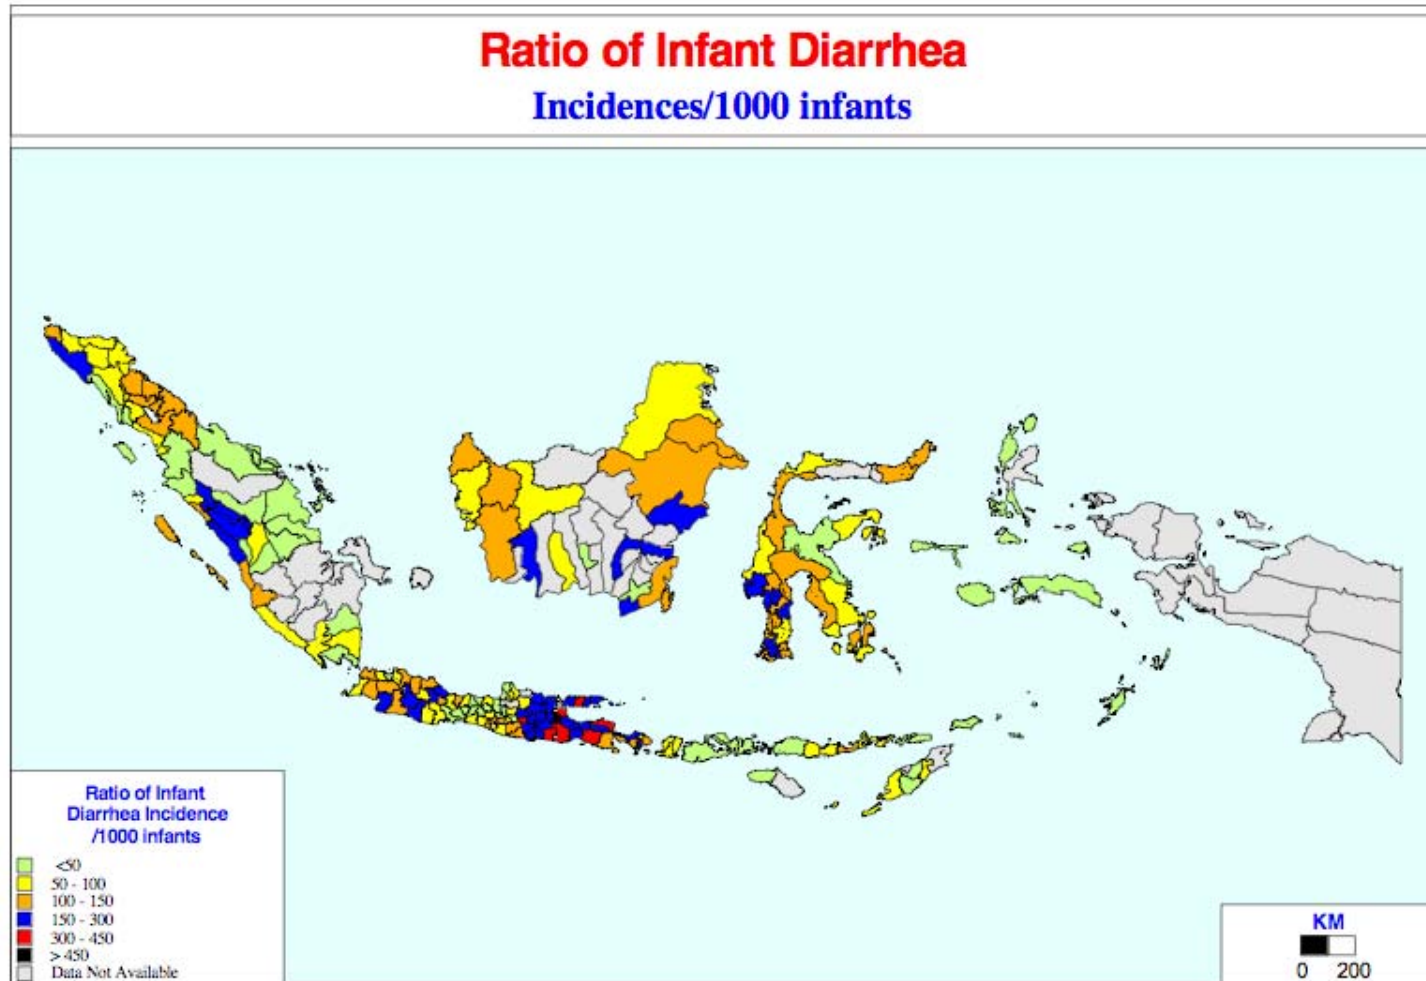 Ratio of Infant Diarrhea
Incidences/1000 infants
Ratio of Infant
Diarrhea Incidence
/1000 infants
<50
50 - 100
100 - 150
150 - 300
300 - 450
> 450
Data Not Available
KM
0 200